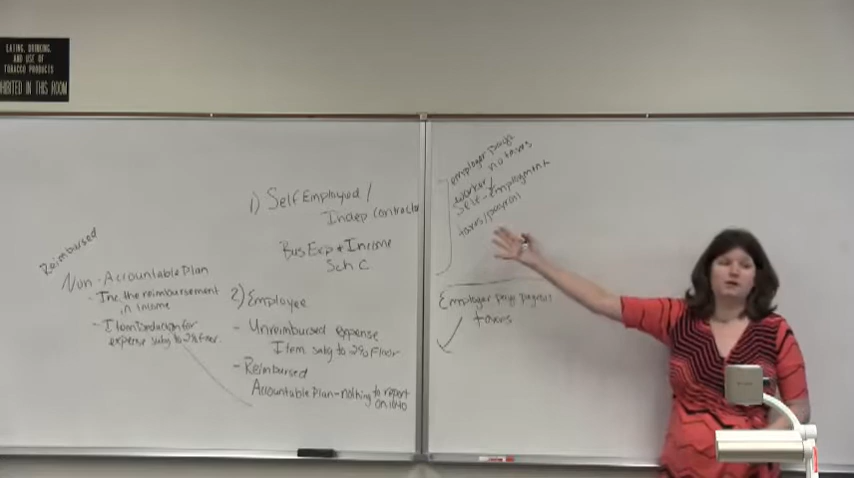 EATING, DRINKING,
AND USE OF
TOBACCO PRODUCTS
HIBITED IN THIS ROOM
1) Self Employed /
Indep Contractor
Bus Exp & Income
Sch C
2) Employee
- Unreimbursed expense
Item subj to 2% Floor
- Reimbursed
Accountable Plan - nothing to report
on 1040
Reimbursed
Non-Accountable Plan
- Inc. the reimbursement
in income
- Item Deduction for
expense subj to 2% floor.
employer pays
no taxes
worker /
Self-employment
taxes/payroll
Employer pays payroll
taxes